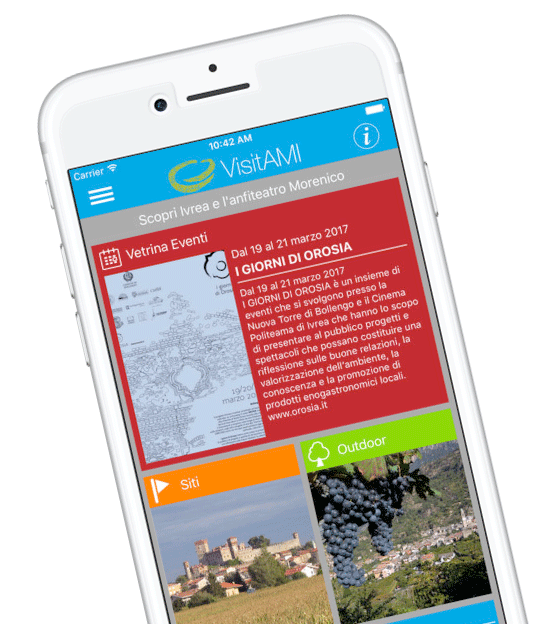 Carrier
10:42 AM
VisitAMI
i
Scopri Ivrea e l'anfiteatro Morenico
Vetrina Eventi
Dal 19 al 21 marzo 2017
I GIORNI DI OROSIA
Dal 19 al 21 marzo 2017
I GIORNI DI OROSIA è un insieme di
eventi che si svolgono presso la
Nuova Torre di Bollengo e il Cinema
Politeama di Ivrea che hanno lo scopo
di presentare al pubblico progetti e
spettacoli che possano costituire una
riflessione sulle buone relazioni, la
valorizzazione dell'ambiente, la
conoscenza e la promozione di
prodotti enogastronomici locali.
www.orosia.it
Siti
Outdoor